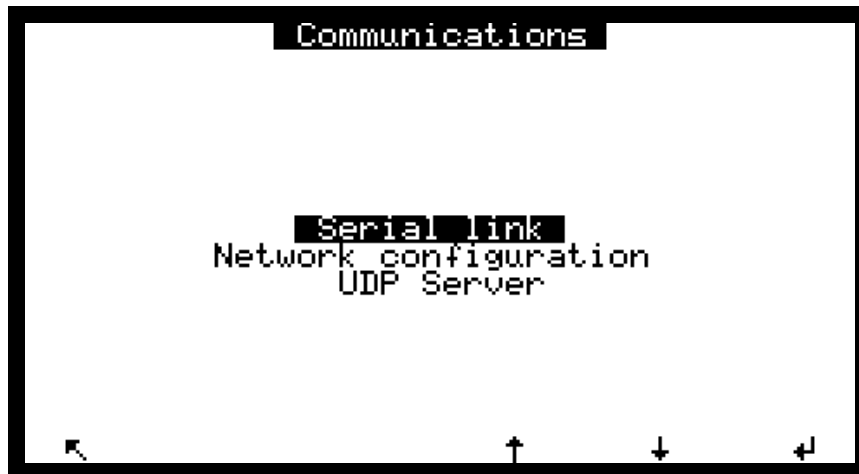 Communications
Serial link
Network configuration
UDP Server
↖ ↑ ↓ ↵